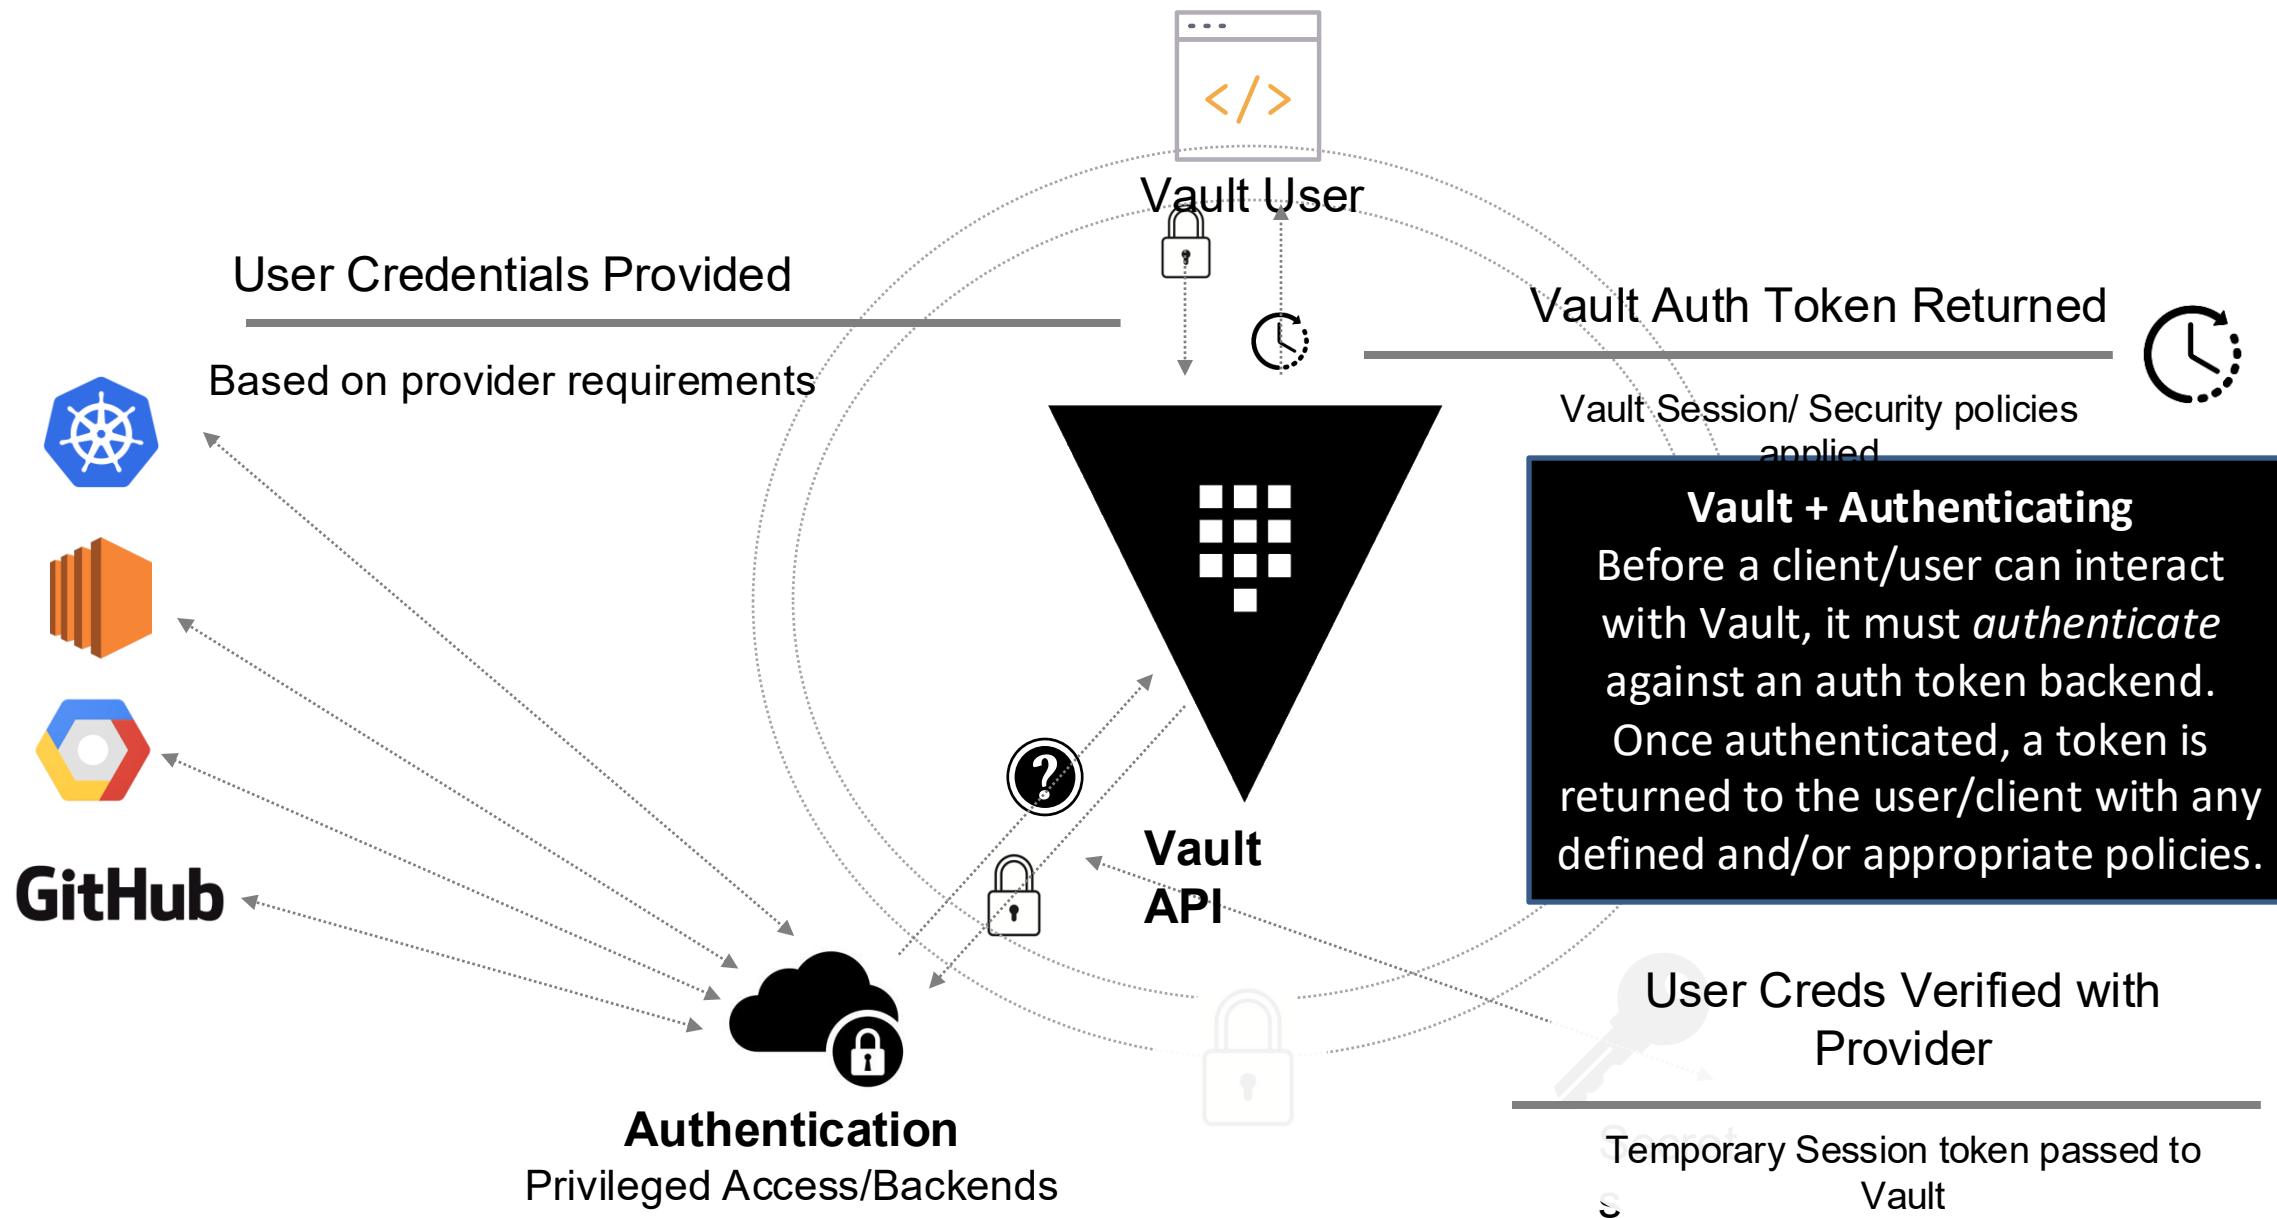 </>
Vault User
User Credentials Provided
Based on provider requirements
Vault Auth Token Returned
Vault Session/ Security policies
applied
Vault + Authenticating
Before a client/user can interact
with Vault, it must authenticate
against an auth token backend.
Once authenticated, a token is
returned to the user/client with any
defined and/or appropriate policies.
?
GitHub
Vault
API
Authentication
Privileged Access/Backends
User Creds Verified with
Provider
Secret
s
Temporary Session token passed to
Vault